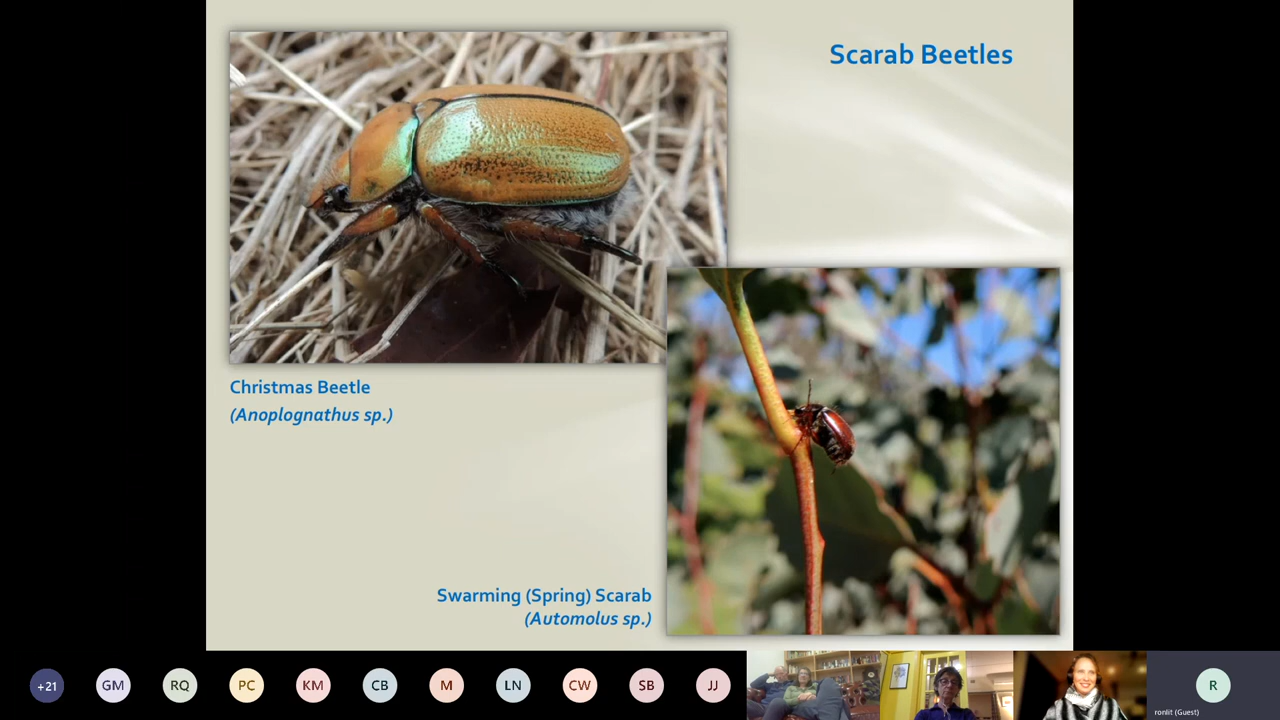 Scarab Beetles
Christmas Beetle
(Anoplognathus sp.)
Swarming (Spring) Scarab
(Automolus sp.)
+21
GM
RQ
PC
KM
CB
M
LN
CW
SB
JJ
R
ronlit (Guest)